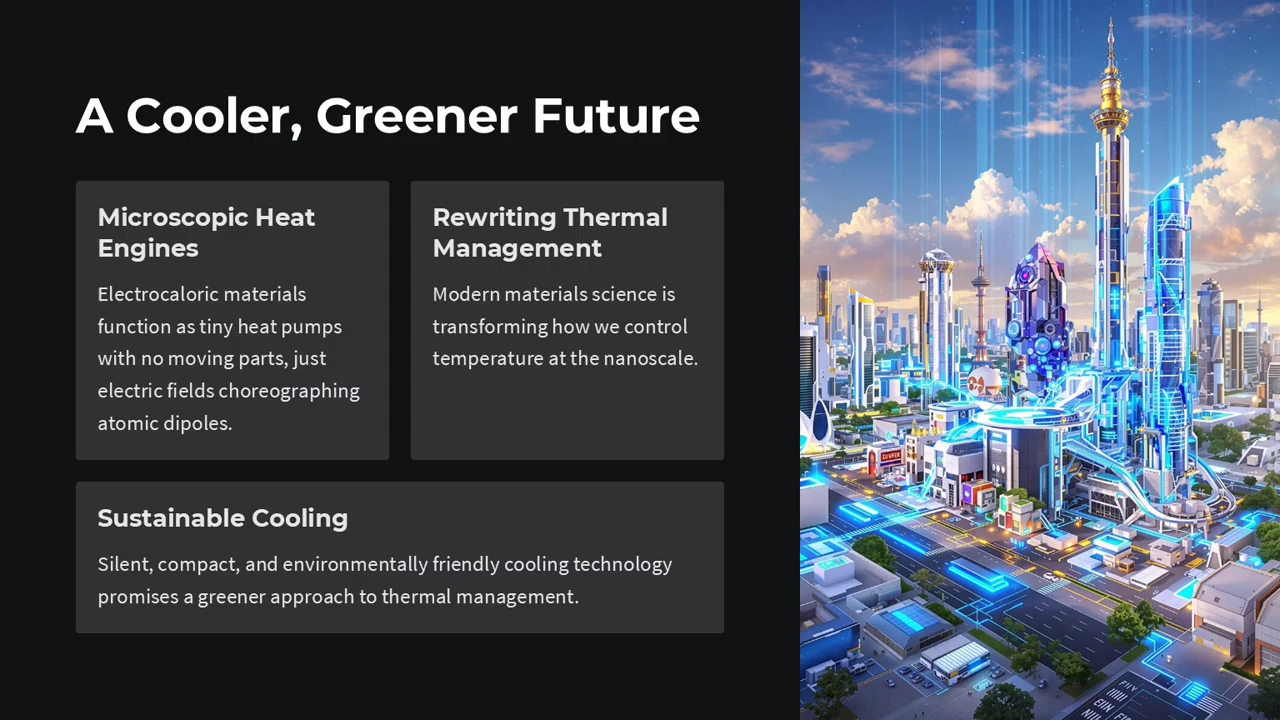 A Cooler, Greener Future
Microscopic Heat
Engines
Electrocaloric materials
function as tiny heat pumps
with no moving parts, just
electric fields choreographing
atomic dipoles.
Rewriting Thermal
Management
Modern materials science is
transforming how we control
temperature at the nanoscale.
Sustainable Cooling
Silent, compact, and environmentally friendly cooling technology
promises a greener approach to thermal management.